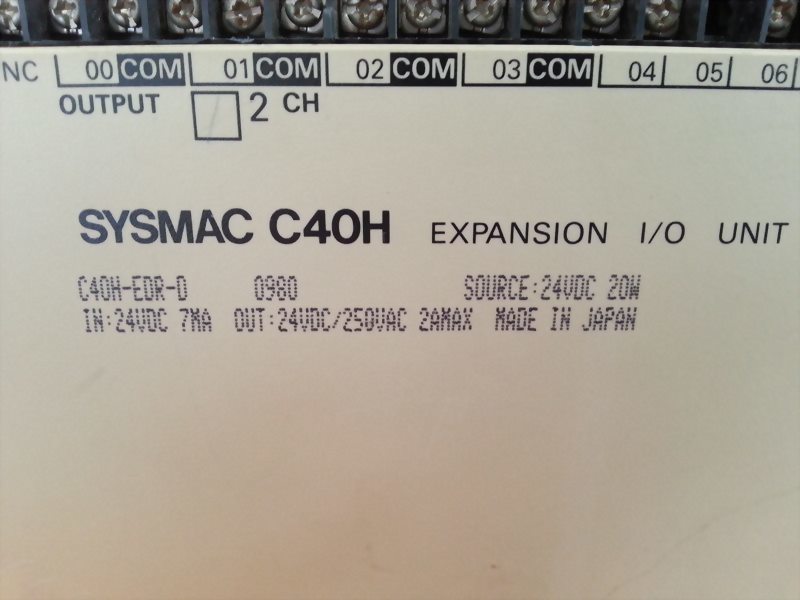 NC 00 COM 01 COM 02 COM 03 COM 04 05 06
OUTPUT 2 CH
SYSMAC C40H EXPANSION I/O UNIT
C40H-EDR-D 0980 SOURCE:24VDC 20W
IN:24VDC 7MA OUT:24VDC/250VAC 2AMAX MADE IN JAPAN